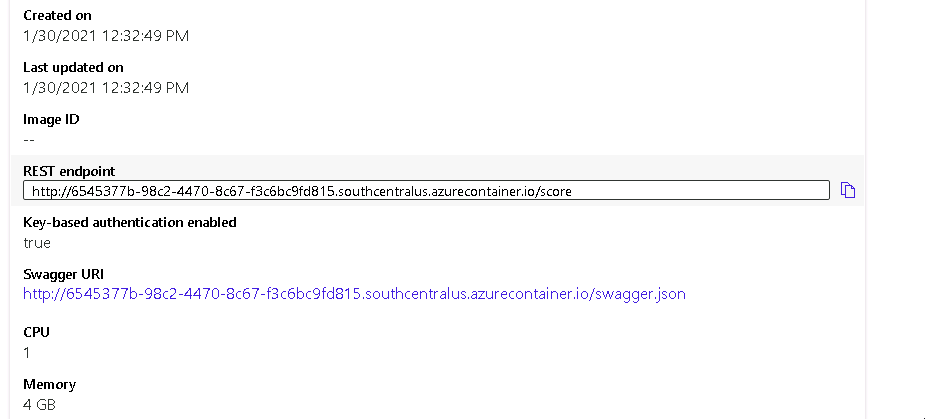 Created on
1/30/2021 12:32:49 PM
Last updated on
1/30/2021 12:32:49 PM
Image ID
--
REST endpoint
http://6545377b-98c2-4470-8c67-f3c6bc9fd815.southcentralus.azurecontainer.io/score
Key-based authentication enabled
true
Swagger URI
http://6545377b-98c2-4470-8c67-f3c6bc9fd815.southcentralus.azurecontainer.io/swagger.json
CPU
1
Memory
4 GB